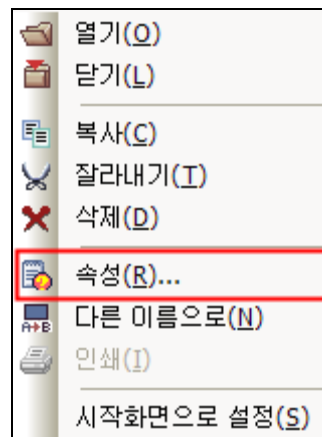 열기(O)
닫기(L)
복사(C)
잘라내기(T)
삭제(D)
속성(R)...
다른 이름으로(N)
인쇄(I)
시작화면으로 설정(S)